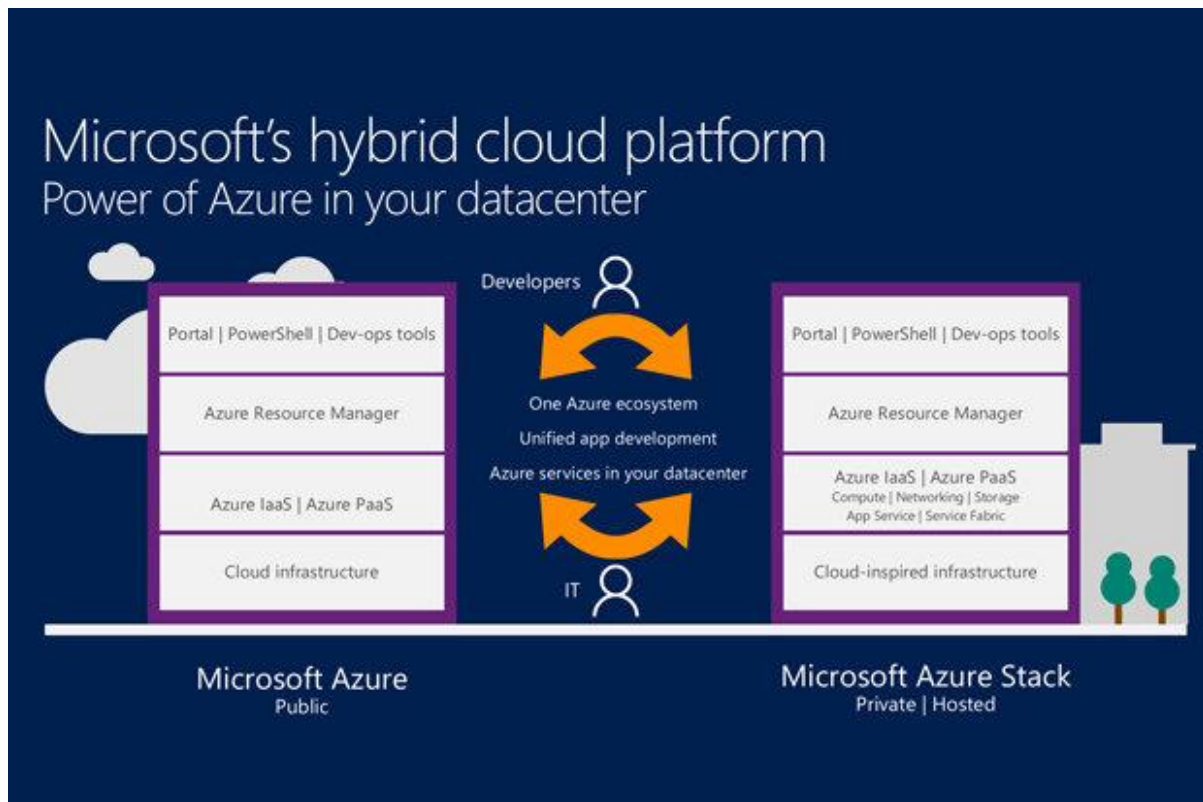 Microsoft's hybrid cloud platform
Power of Azure in your datacenter
Portal | PowerShell | Dev-ops tools
Azure Resource Manager
Azure IaaS | Azure PaaS
Cloud infrastructure
Microsoft Azure
Public
Developers
One Azure ecosystem
Unified app development
Azure services in your datacenter
IT
Portal | PowerShell | Dev-ops tools
Azure Resource Manager
Azure IaaS | Azure PaaS
Compute | Networking | Storage
App Service | Service Fabric
Cloud-inspired infrastructure
Microsoft Azure Stack
Private | Hosted